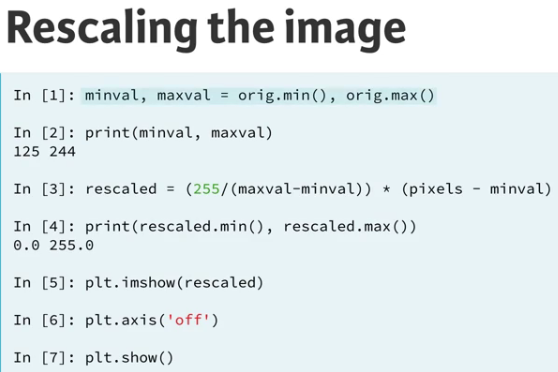 Rescaling the image
In [1]: minval, maxval = orig.min(), orig.max()
In [2]: print(minval, maxval)
125 244
In [3]: rescaled = (255/(maxval-minval)) * (pixels - minval)
In [4]: print(rescaled.min(), rescaled.max())
0.0 255.0
In [5]: plt.imshow(rescaled)
In [6]: plt.axis('off')
In [7]: plt.show()